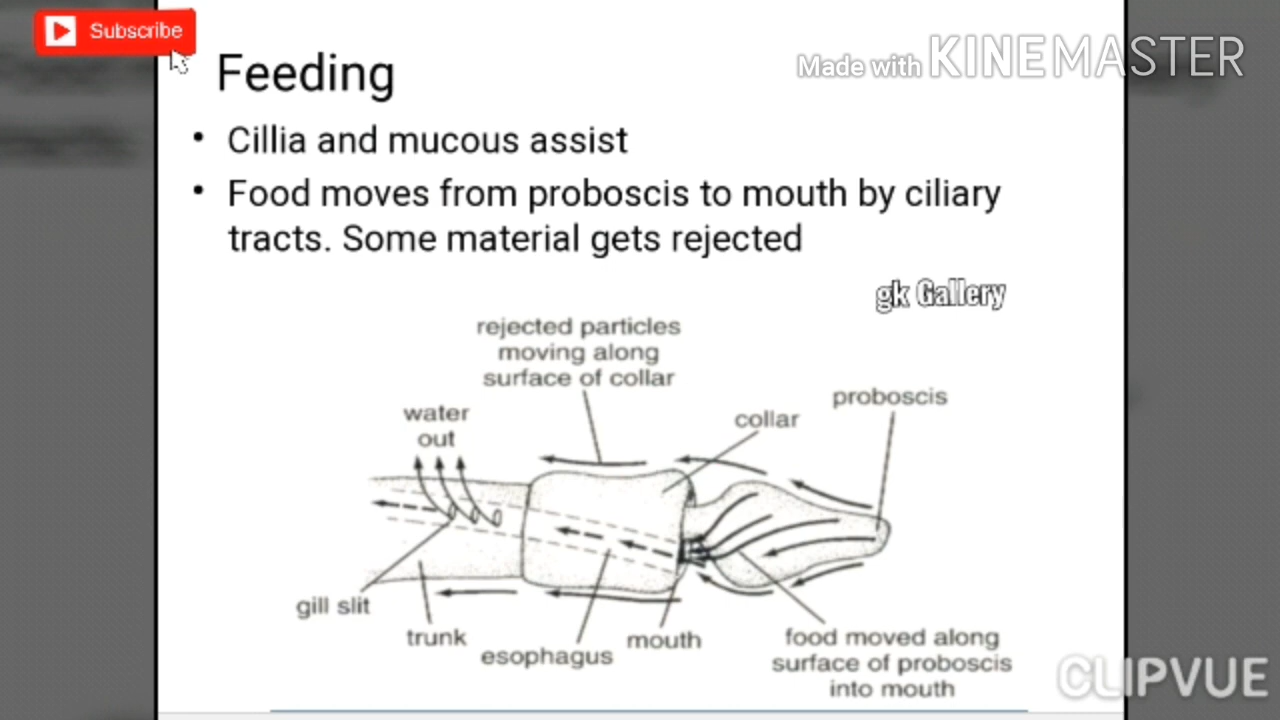 Subscribe
Made with KINEMASTER
Feeding
• Cillia and mucous assist
• Food moves from proboscis to mouth by ciliary
tracts. Some material gets rejected
gk Gallery
rejected particles
moving along
surface of collar
proboscis
water
out
collar
gill slit
trunk
esophagus
mouth
food moved along
surface of proboscis
into mouth
CLIPVUE